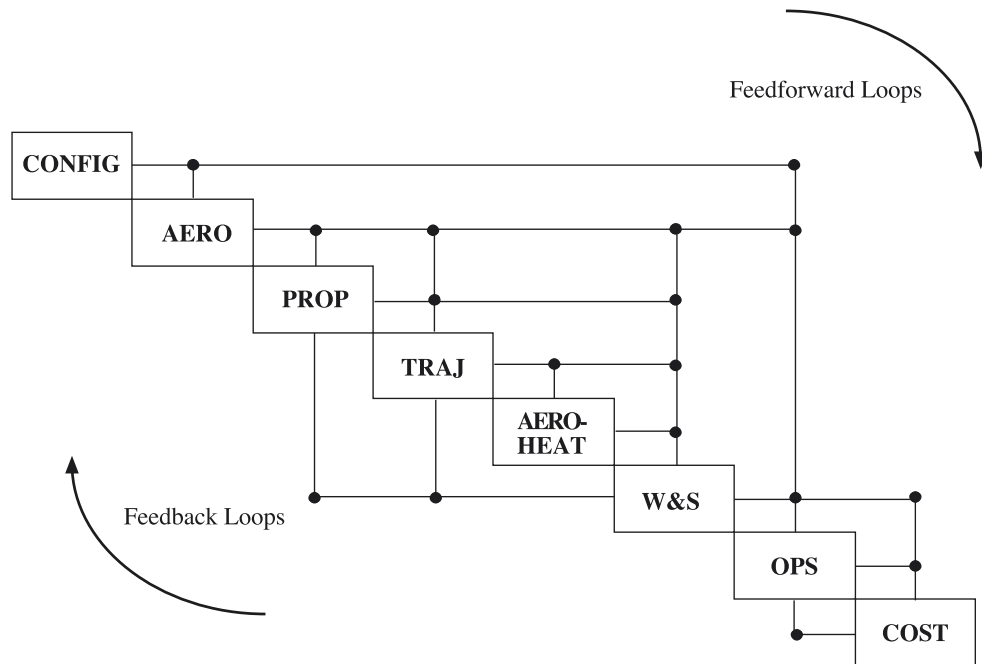 Feedforward Loops
CONFIG
AERO
PROP
TRAJ
AERO-
HEAT
W&S
Feedback Loops
OPS
COST